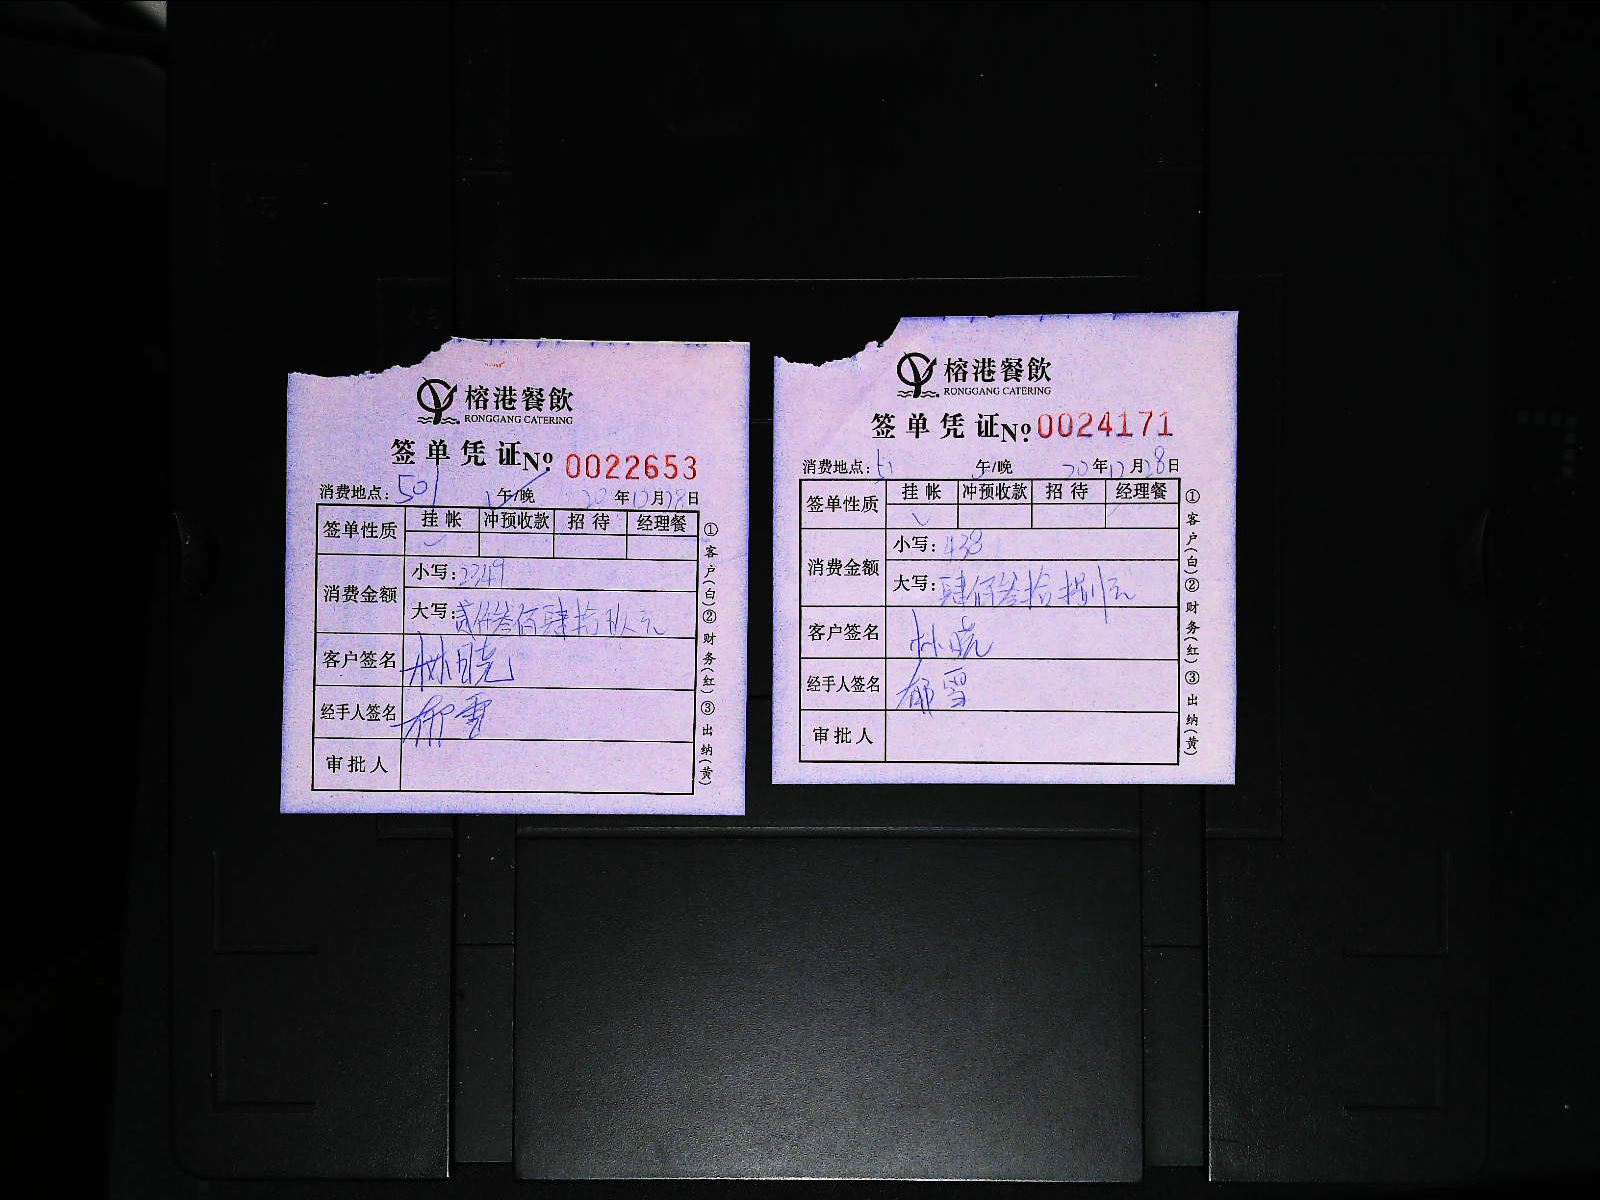 榕港餐飲
RONGGANG CATERING
签单凭证 № 0022653
消费地点: 501 午/晚 20年12月28日
签单性质 挂帐 冲预收款 招待 经理餐
消费金额 小写: 2349
大写: 贰仟叁佰肆拾玖元
客户签名 林晓
经手人签名 郁雪
审批人
①客户(白)②财务(红)③出纳(黄)
榕港餐飲
RONGGANG CATERING
签单凭证 № 0024171
消费地点: 午/晚 20年12月28日
签单性质 挂帐 冲预收款 招待 经理餐
消费金额 小写: 438
大写: 肆佰叁拾捌元
客户签名 林晓
经手人签名 郁雪
审批人
①客户(白)②财务(红)③出纳(黄)